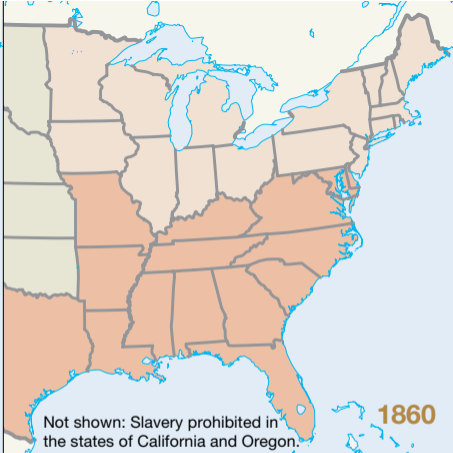 1860
Not shown: Slavery prohibited in
the states of California and Oregon.